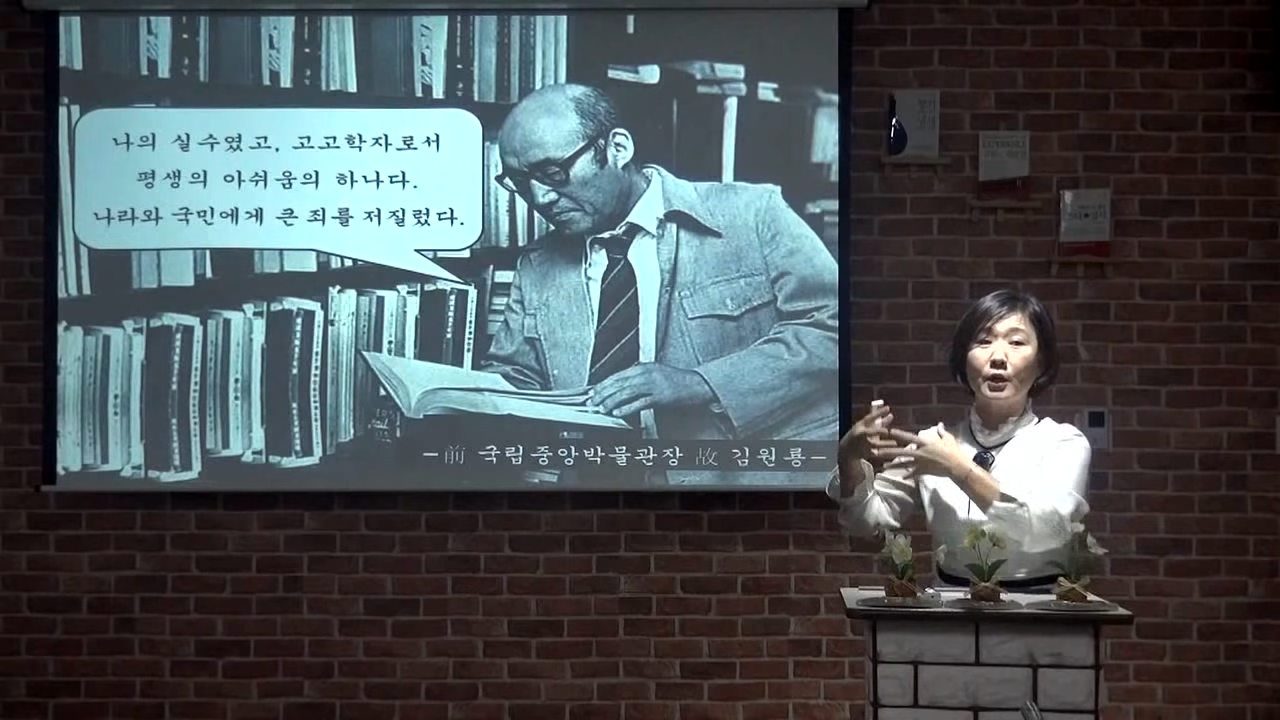 나의 실수였고, 고고학자로서
평생의 아쉬움의 하나다.
나라와 국민에게 큰 죄를 저질렀다.
-前 국립중앙박물관장 故 김원룡-